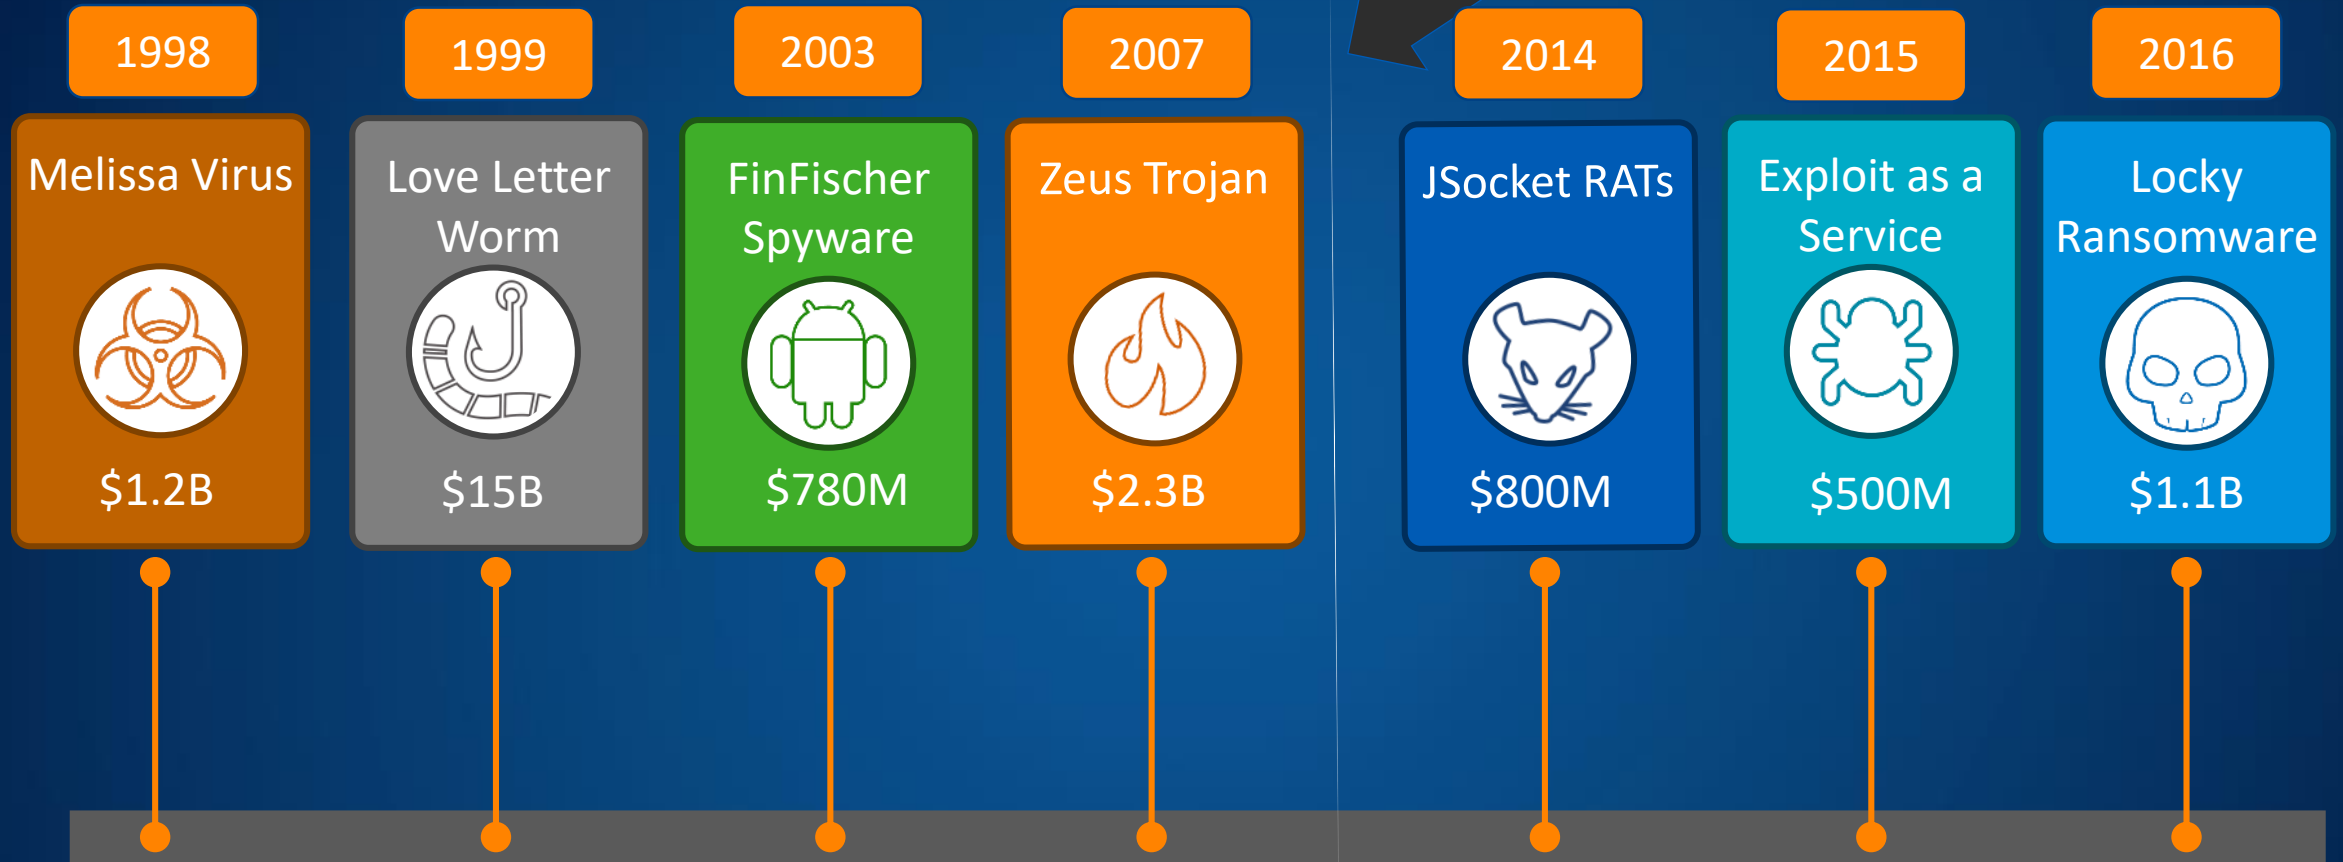 1998
1999
2003
2007
2014
2015
2016
Melissa Virus
Love Letter
Worm
FinFischer
Spyware
Zeus Trojan
JSocket RATs
Exploit as a
Service
Locky
Ransomware
$1.2B
$15B
$780M
$2.3B
$800M
$500M
$1.1B